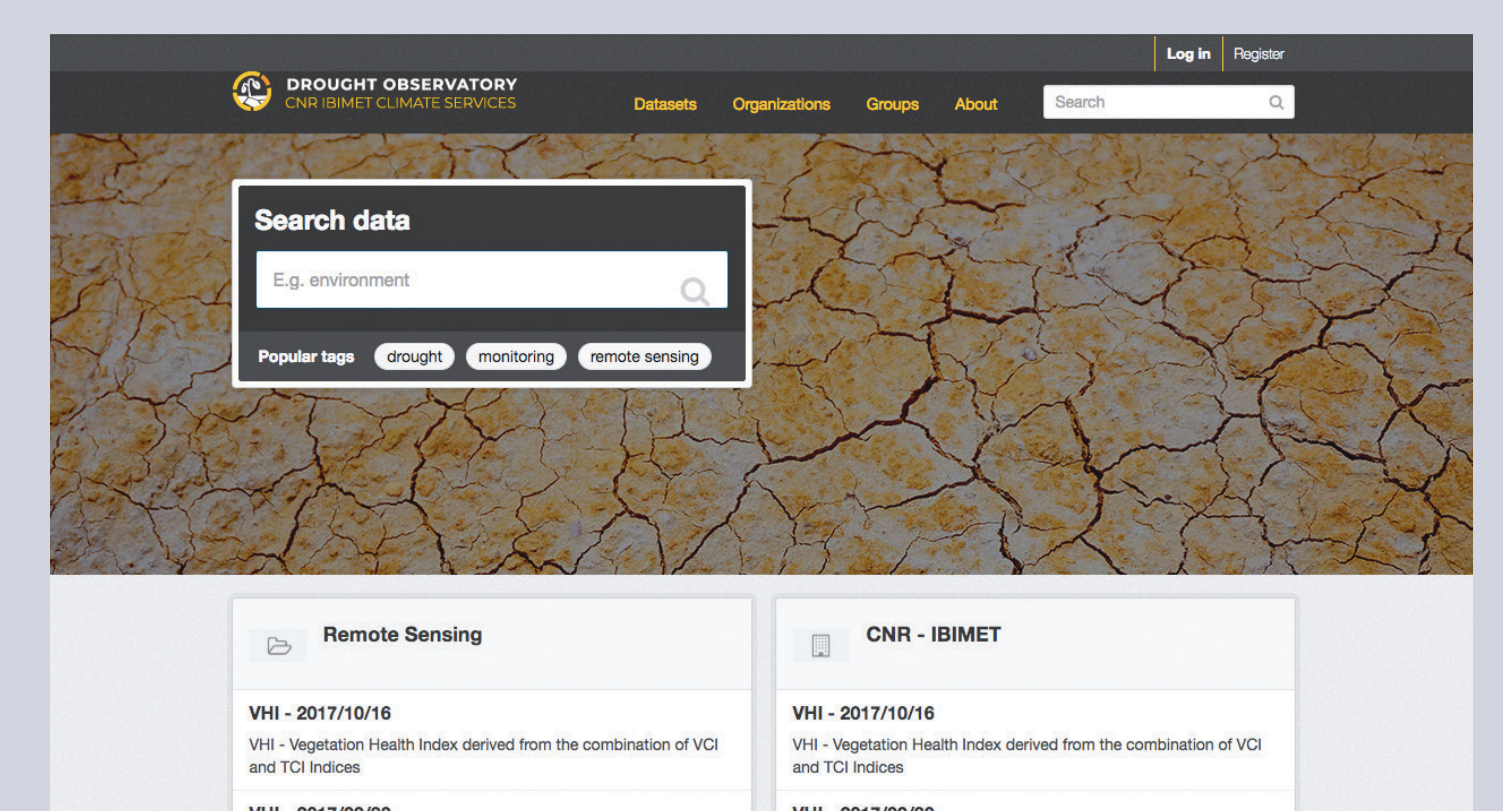 Log in Register
DROUGHT OBSERVATORY
CNR IBIMET CLIMATE SERVICES
Datasets Organizations Groups About Search
Search data
E.g. environment
Popular tags drought monitoring remote sensing
Remote Sensing
VHI - 2017/10/16
VHI - Vegetation Health Index derived from the combination of VCI
and TCI Indices
CNR - IBIMET
VHI - 2017/10/16
VHI - Vegetation Health Index derived from the combination of VCI
and TCI Indices